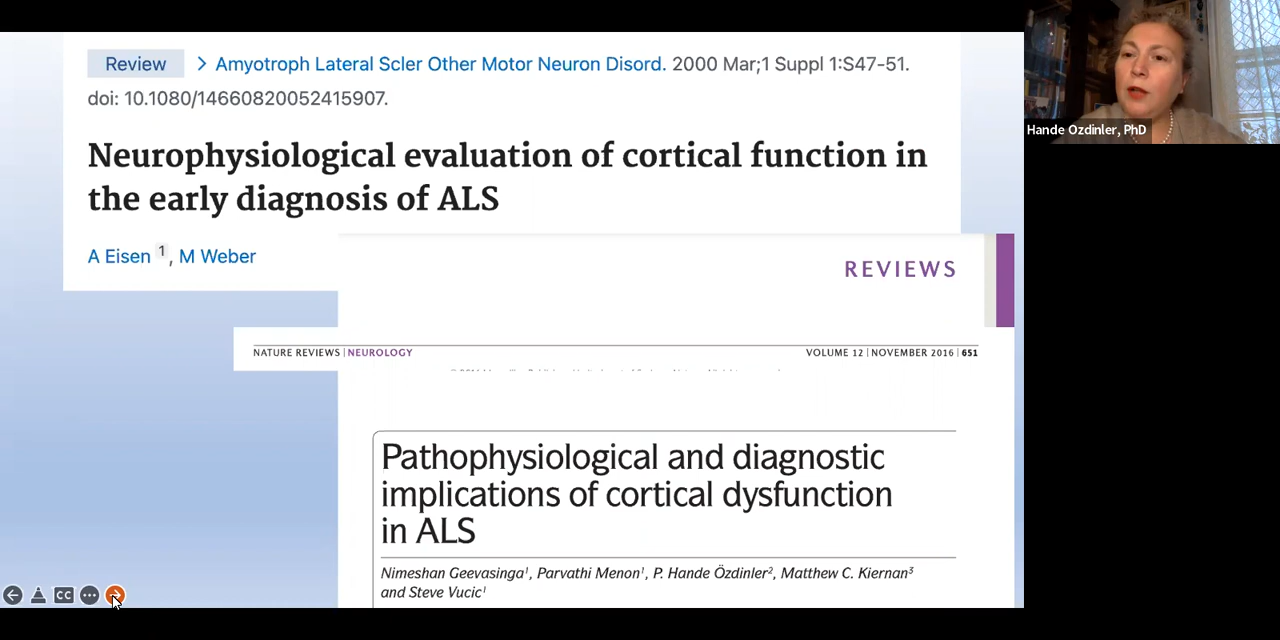 Review > Amyotroph Lateral Scler Other Motor Neuron Disord. 2000 Mar;1 Suppl 1:S47-51.
doi: 10.1080/14660820052415907.
Neurophysiological evaluation of cortical function in
the early diagnosis of ALS
A Eisen 1, M Weber
REVIEWS
NATURE REVIEWS | NEUROLOGY
VOLUME 12 | NOVEMBER 2016 | 651
Pathophysiological and diagnostic
implications of cortical dysfunction
in ALS
Nimeshan Geevasinga¹, Parvathi Menon¹, P. Hande Özdinler², Matthew C. Kiernan³
and Steve Vucic¹
CC
Hande Ozdinler, PhD